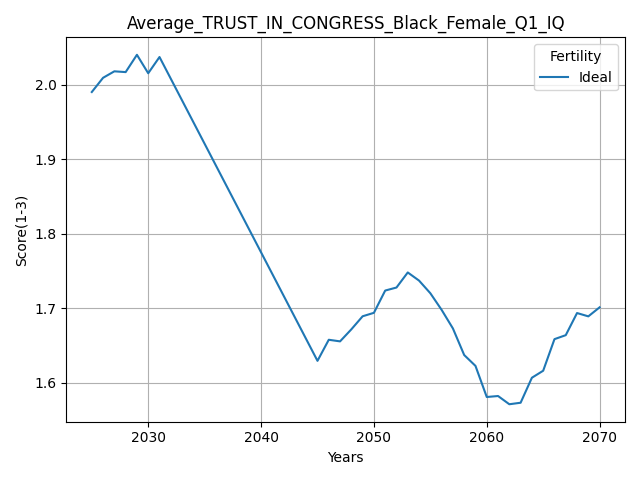 Average_TRUST_IN_CONGRESS_Black_Female_Q1_IQ
Fertility
Ideal
2.0
1.9
1.8
1.7
1.6
Score(1-3)
2030
2040
2050
2060
2070
Years